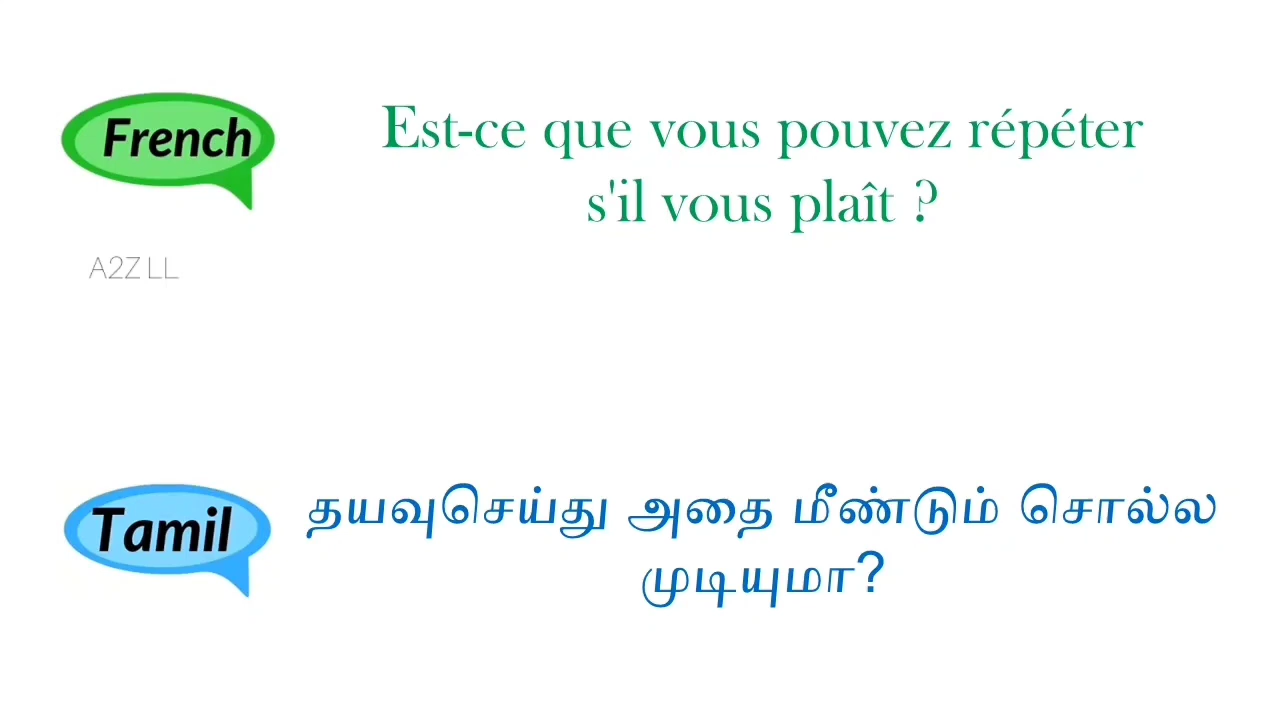 French
Est-ce que vous pouvez répéter
s'il vous plaît ?
A2Z LL
Tamil
தயவுசெய்து அதை மீண்டும் சொல்ல
முடியுமா?